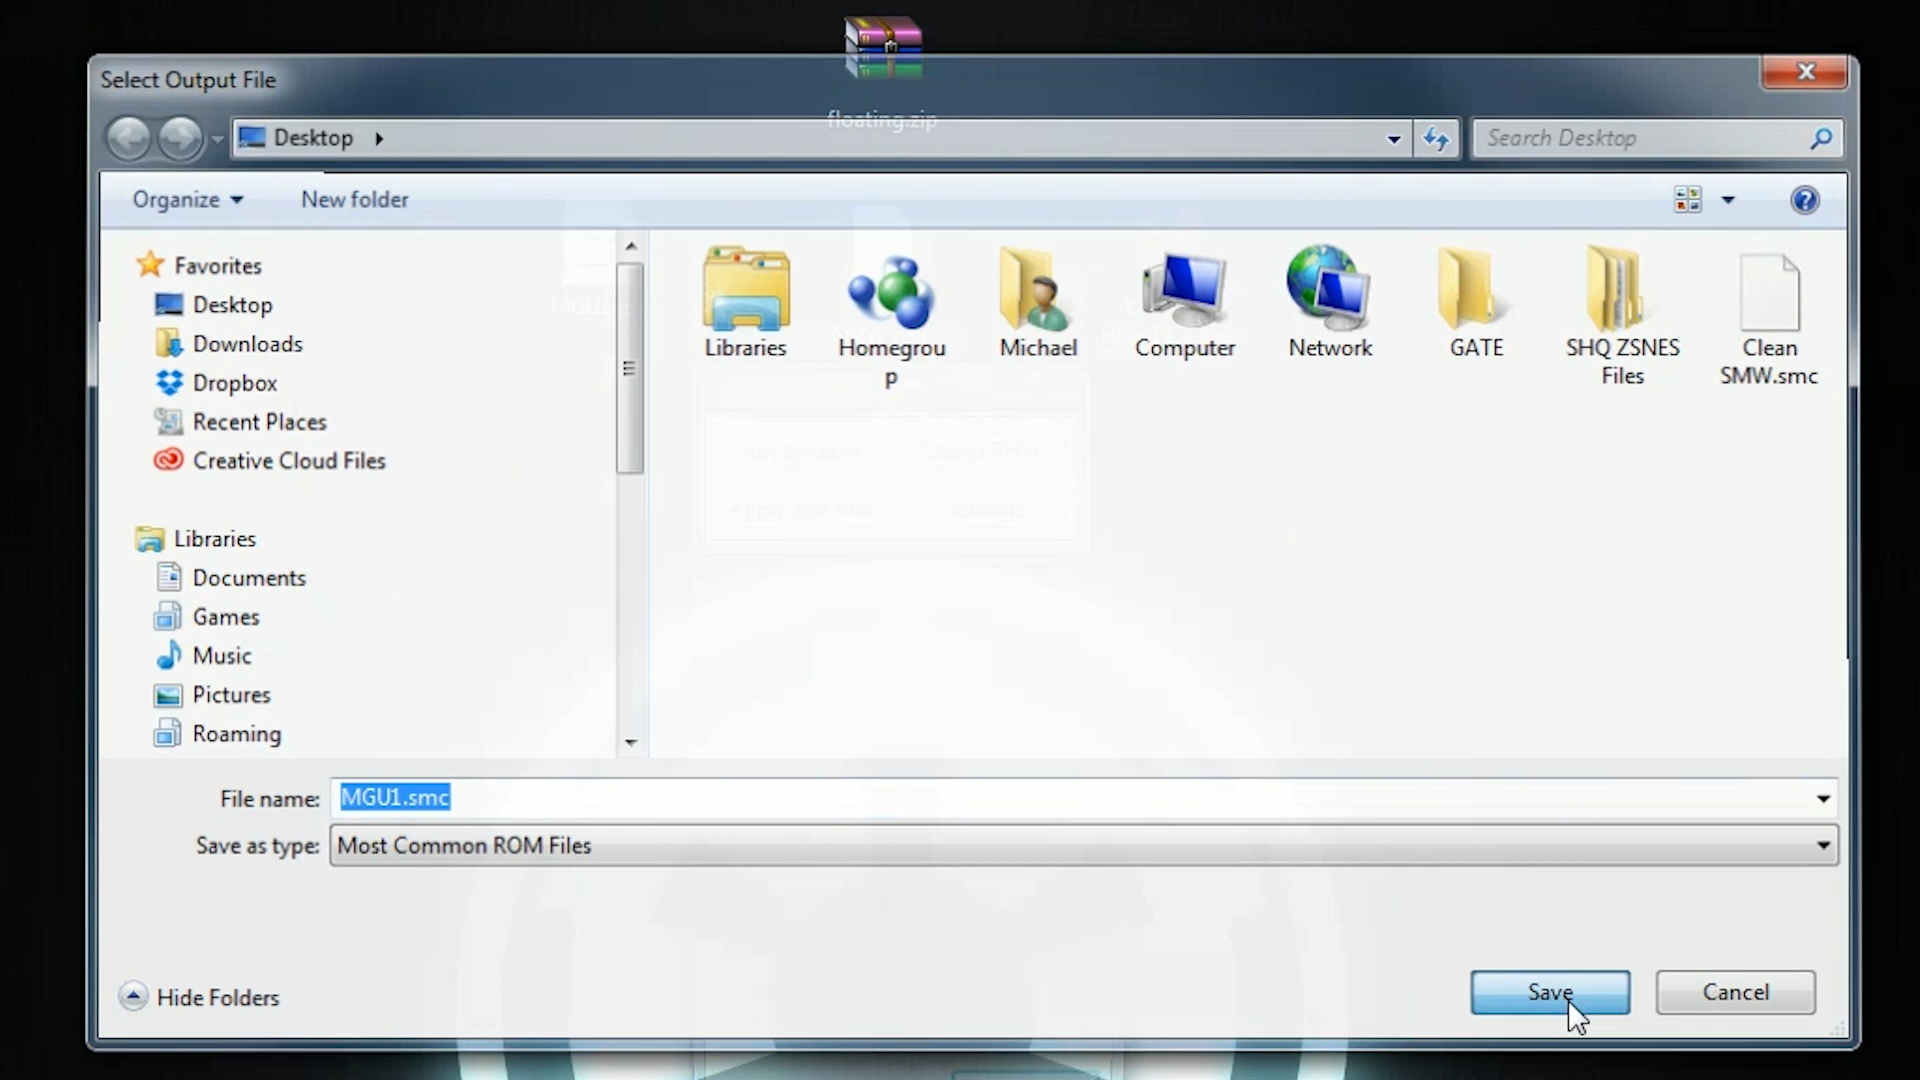 floating.zip
Select Output File
Desktop
Search Desktop
Organize
New folder
Favorites
Desktop
Downloads
Dropbox
Recent Places
Creative Cloud Files
Libraries
Documents
Games
Music
Pictures
Roaming
Libraries
Homegrou
p
Michael
Computer
Network
GATE
SHQ ZSNES
Files
Clean
SMW.smc
File name:
MGU1.smc
Save as type:
Most Common ROM Files
Hide Folders
Save
Cancel